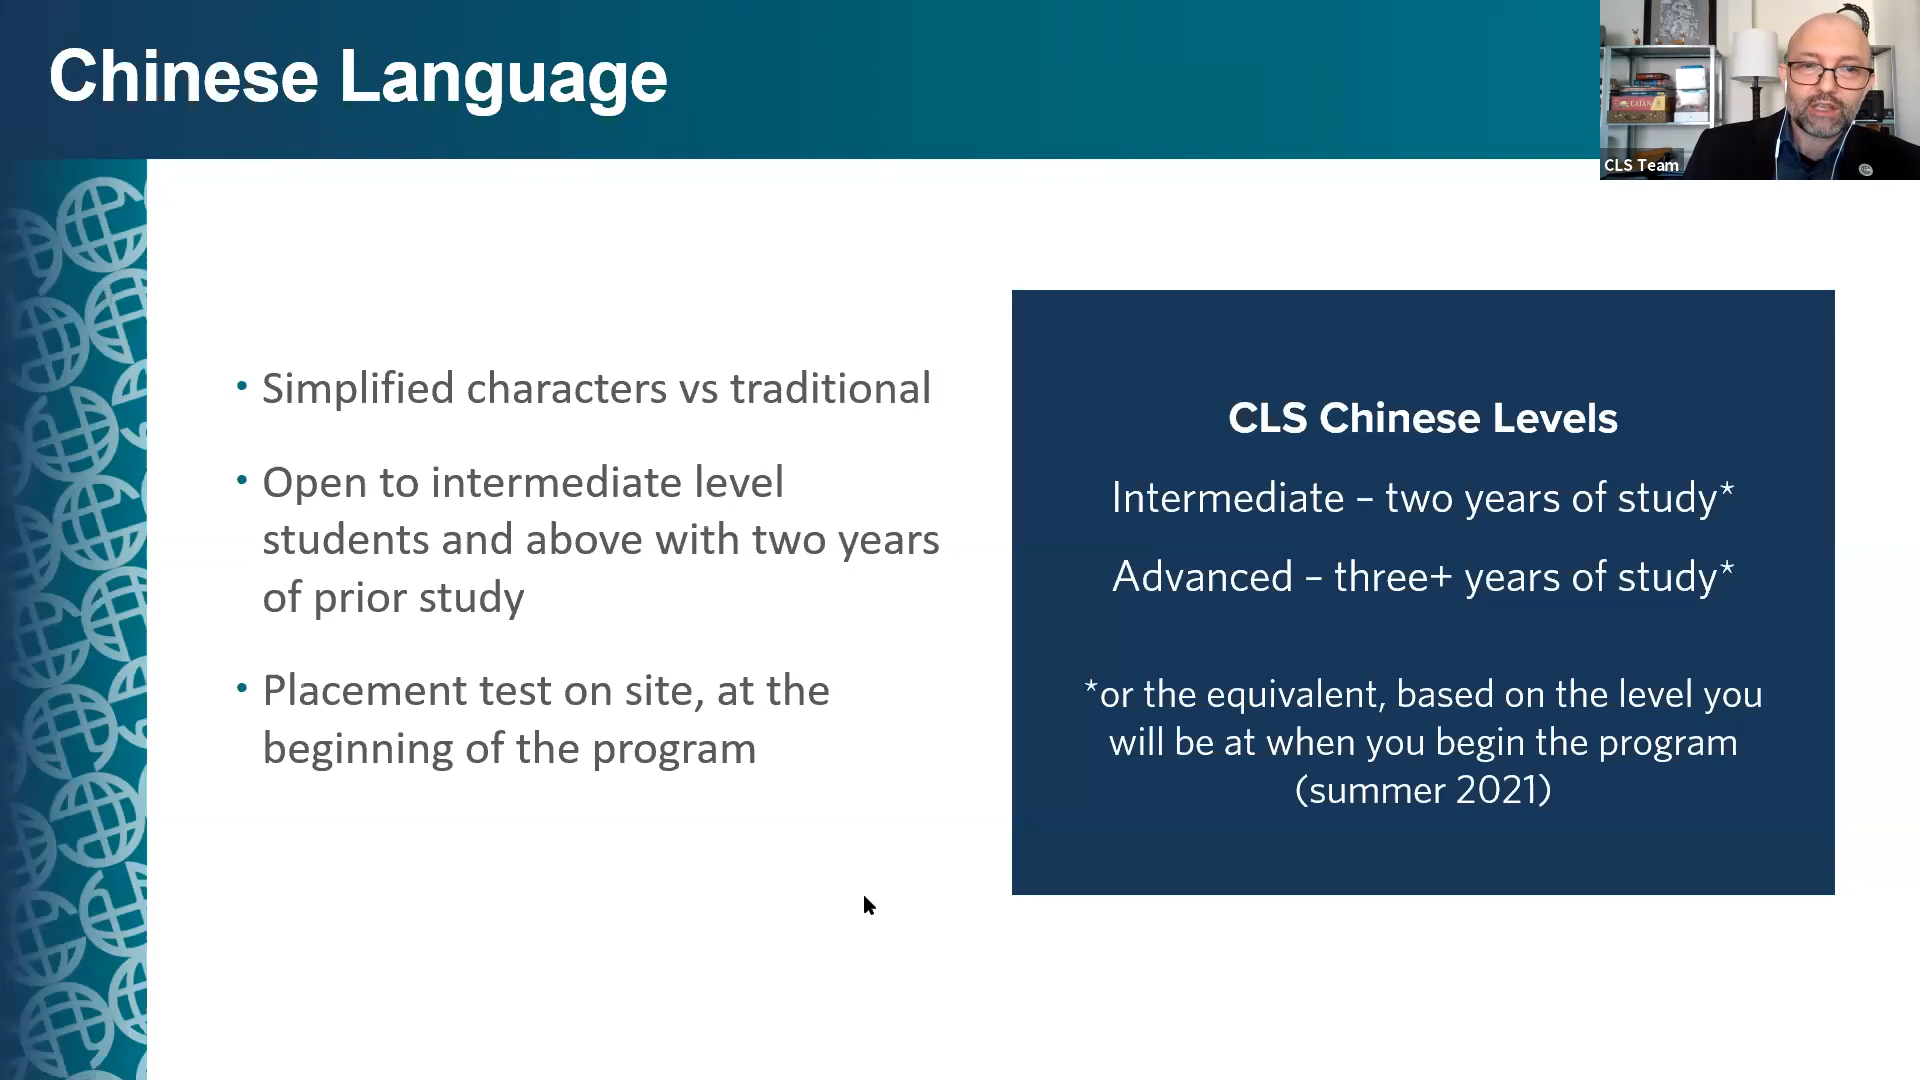 Chinese Language
CATAN
CLS Team
• Simplified characters vs traditional
• Open to intermediate level
students and above with two years
of prior study
• Placement test on site, at the
beginning of the program
CLS Chinese Levels
Intermediate – two years of study*
Advanced – three+ years of study*
*or the equivalent, based on the level you
will be at when you begin the program
(summer 2021)